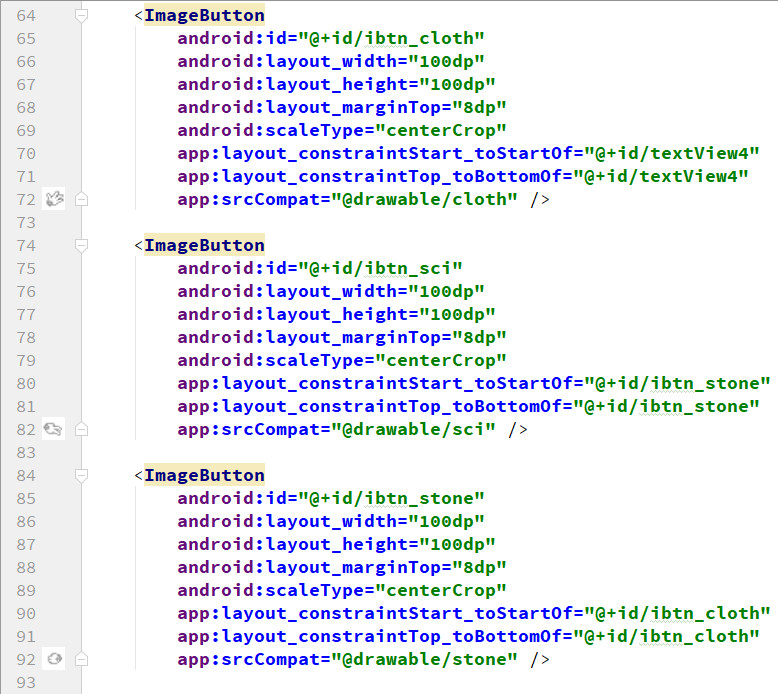 64 <ImageButton
65 android:id="@+id/ibtn_cloth"
66 android:layout_width="100dp"
67 android:layout_height="100dp"
68 android:layout_marginTop="8dp"
69 android:scaleType="centerCrop"
70 app:layout_constraintStart_toStartOf="@+id/textView4"
71 app:layout_constraintTop_toBottomOf="@+id/textView4"
72 app:srcCompat="@drawable/cloth" />
73
74 <ImageButton
75 android:id="@+id/ibtn_sci"
76 android:layout_width="100dp"
77 android:layout_height="100dp"
78 android:layout_marginTop="8dp"
79 android:scaleType="centerCrop"
80 app:layout_constraintStart_toStartOf="@+id/ibtn_stone"
81 app:layout_constraintTop_toBottomOf="@+id/ibtn_stone"
82 app:srcCompat="@drawable/sci" />
83
84 <ImageButton
85 android:id="@+id/ibtn_stone"
86 android:layout_width="100dp"
87 android:layout_height="100dp"
88 android:layout_marginTop="8dp"
89 android:scaleType="centerCrop"
90 app:layout_constraintStart_toStartOf="@+id/ibtn_cloth"
91 app:layout_constraintTop_toBottomOf="@+id/ibtn_cloth"
92 app:srcCompat="@drawable/stone" />
93